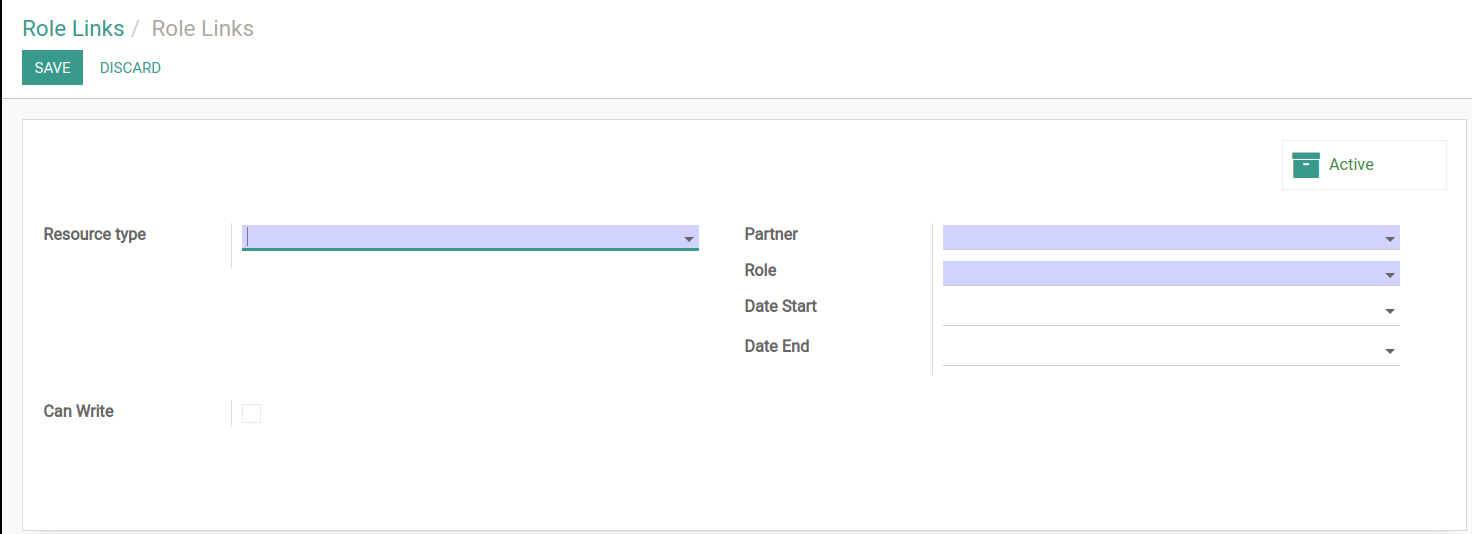 Role Links / Role Links
SAVE DISCARD
Active
Resource type
Partner
Role
Date Start
Date End
Can Write